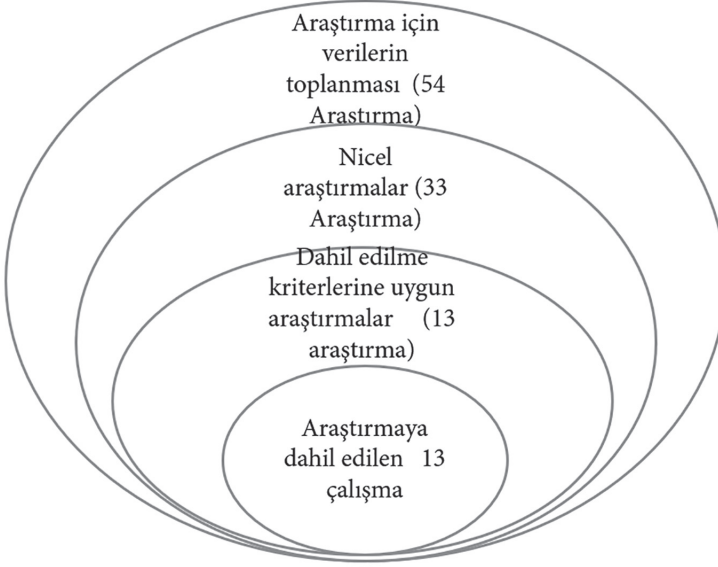 Araştırma için
verilerin
toplanması (54
Araştırma)
Nicel
araştırmalar (33
Araştırma)
Dahil edilme
kriterlerine uygun
araştırmalar (13
araştırma)
Araştırmaya
dahil edilen 13
çalışma